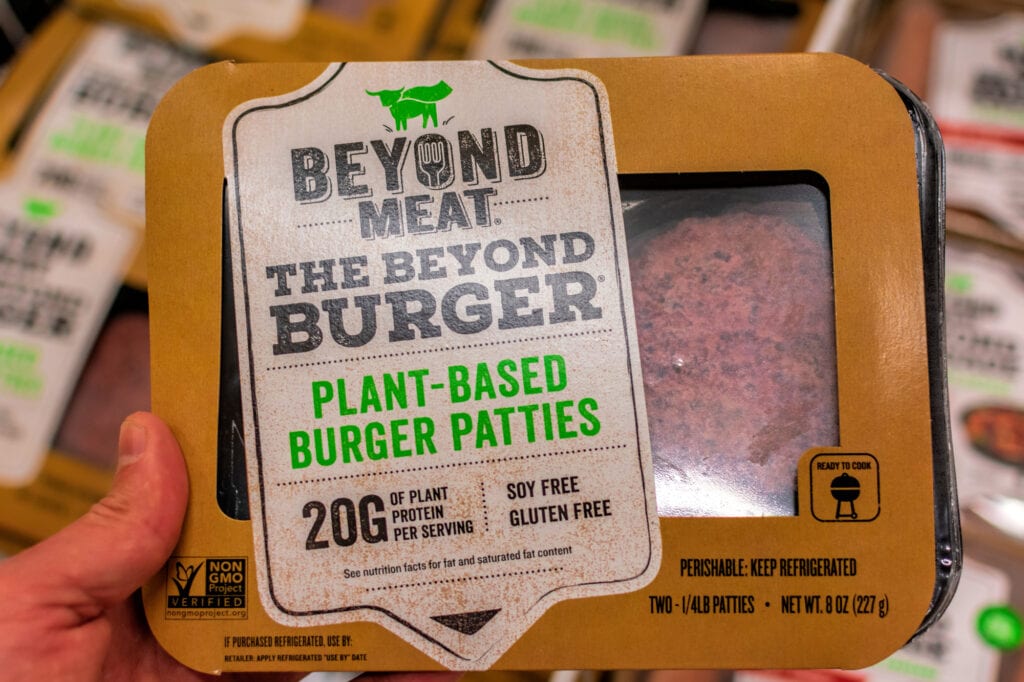 BEYOND
MEAT®
THE BEYOND
BURGER®
PLANT-BASED
BURGER PATTIES
20G OF PLANT
PROTEIN
PER SERVING
SOY FREE
GLUTEN FREE
See nutrition facts for fat and saturated fat content
READY TO COOK
NON
GMO
Project
VERIFIED
nongmoproject.org
PERISHABLE: KEEP REFRIGERATED
TWO - 1/4LB PATTIES • NET WT. 8 OZ (227g)
IF PURCHASED REFRIGERATED, USE BY:
RETAILER: APPLY REFRIGERATED "USE BY" DATE